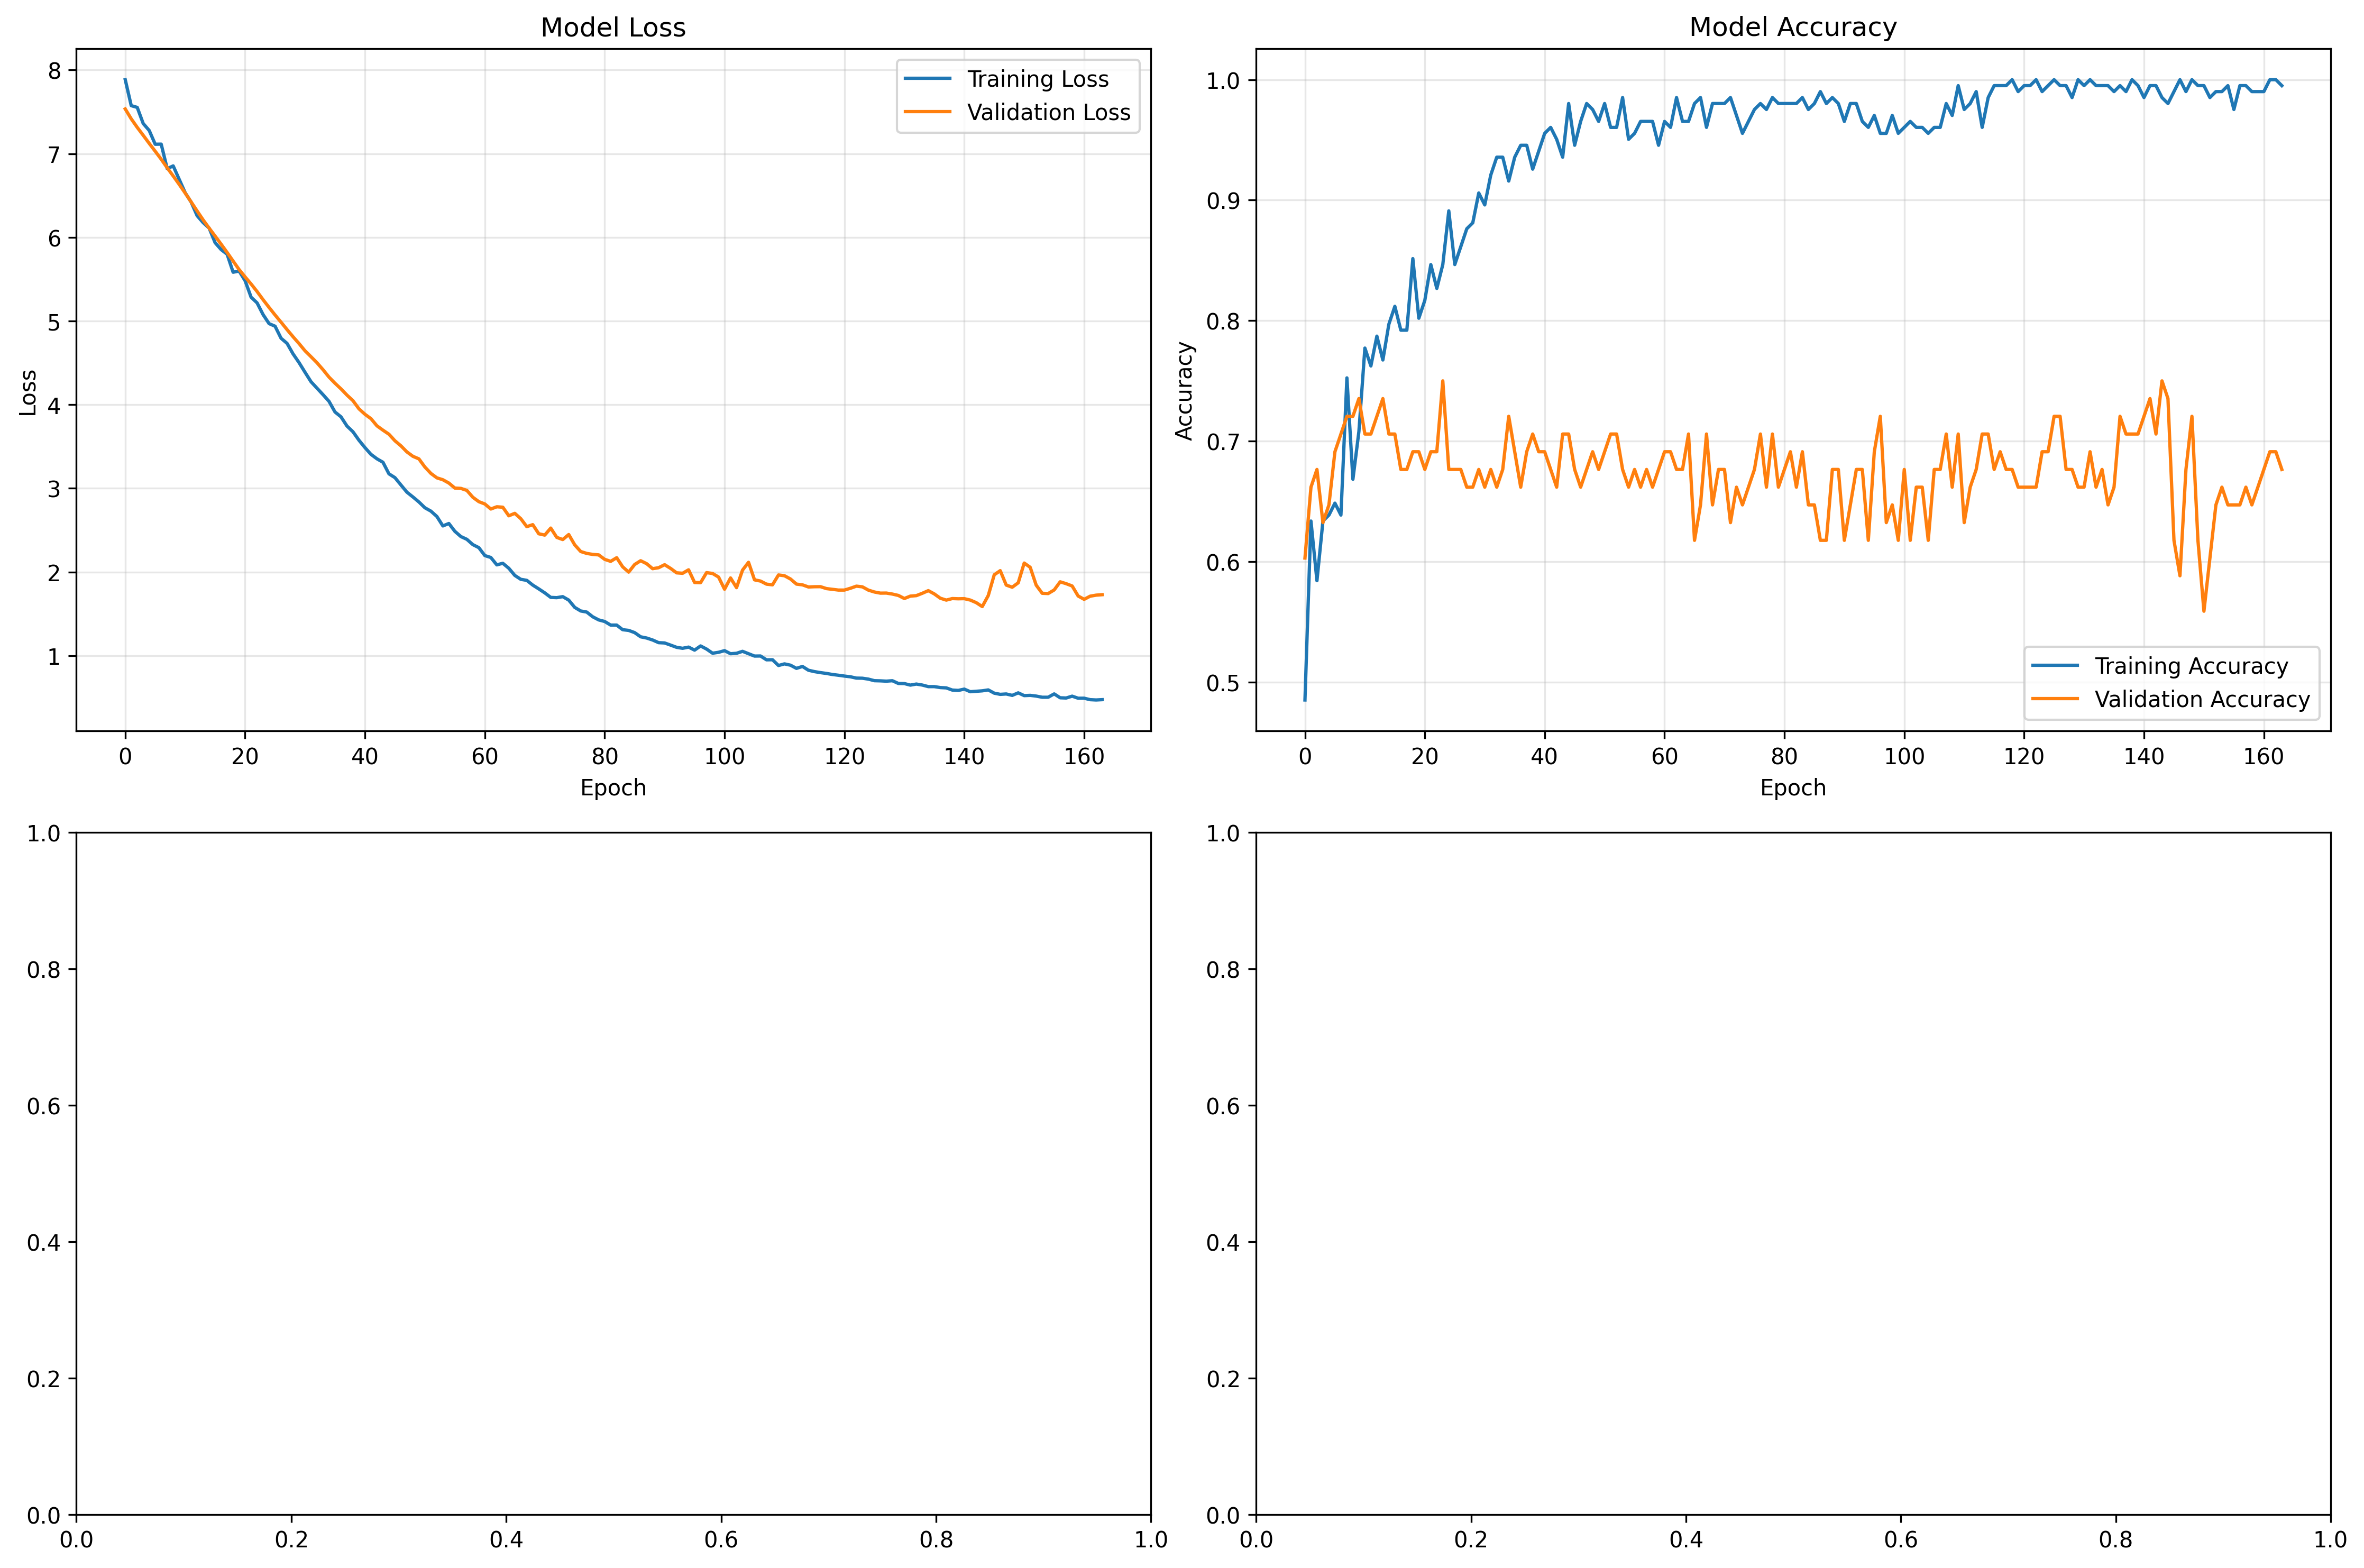 Model Loss
8
7
6
5
4
3
2
1
Loss
Training Loss
Validation Loss
0 20 40 60 80 100 120 140 160
Epoch
Model Accuracy
1.0
0.9
0.8
0.7
0.6
0.5
Accuracy
Training Accuracy
Validation Accuracy
0 20 40 60 80 100 120 140 160
Epoch
1.0
0.8
0.6
0.4
0.2
0.0
0.0 0.2 0.4 0.6 0.8 1.0
1.0
0.8
0.6
0.4
0.2
0.0
0.0 0.2 0.4 0.6 0.8 1.0